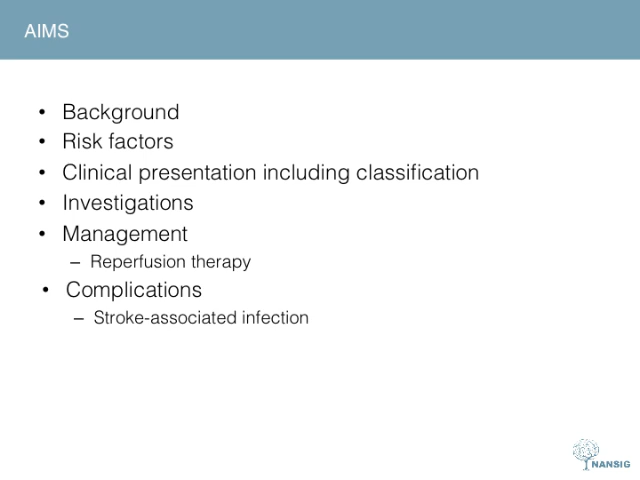 AIMS
• Background
• Risk factors
• Clinical presentation including classification
• Investigations
• Management
– Reperfusion therapy
• Complications
– Stroke-associated infection
NANSIG